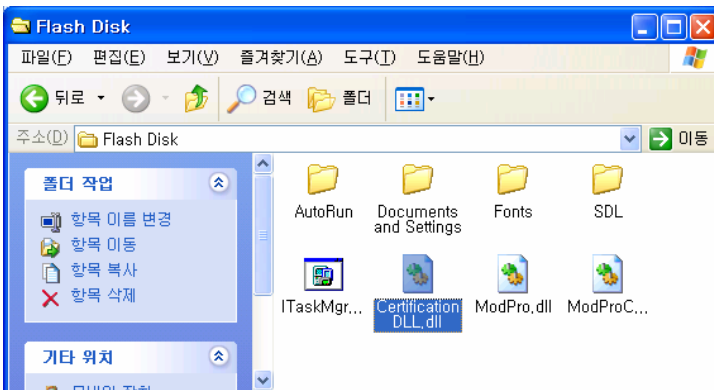 Flash Disk
파일(F) 편집(E) 보기(V) 즐겨찾기(A) 도구(T) 도움말(H)
뒤로 검색 폴더
주소(D) Flash Disk 이동
폴더 작업
항목 이름 변경
항목 이동
항목 복사
항목 삭제
기타 위치
AutoRun
Documents
and Settings
Fonts
SDL
ITaskMgr...
Certification
DLL.dll
ModPro.dll
ModProC...